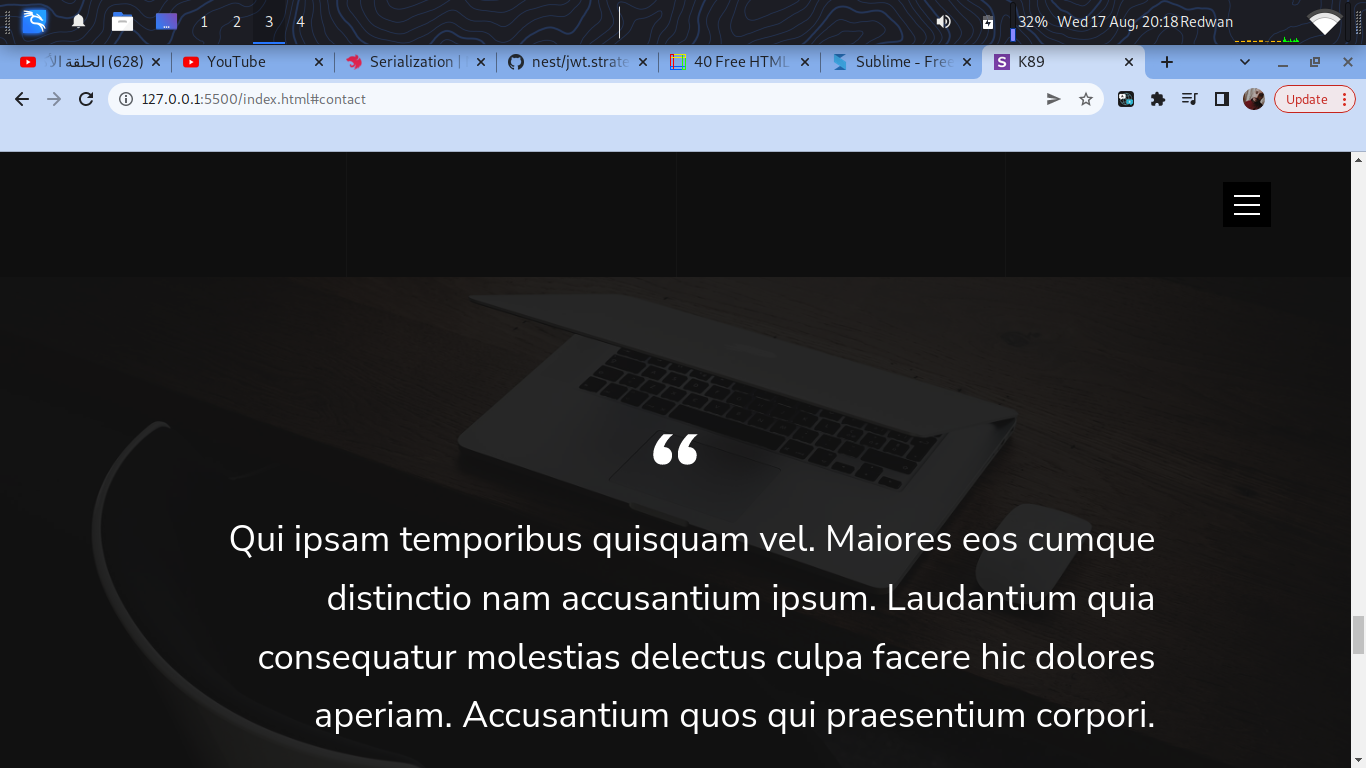 1 2 3 4
32% Wed 17 Aug, 20:18 Redwan
(628) الحلقة
YouTube
Serialization |
nest/jwt.strate
40 Free HTML
Sublime - Free
K89
127.0.0.1:5500/index.html#contact
Update
“
Qui ipsam temporibus quisquam vel. Maiores eos cumque
distinctio nam accusantium ipsum. Laudantium quia
consequatur molestias delectus culpa facere hic dolores
aperiam. Accusantium quos qui praesentium corpori.